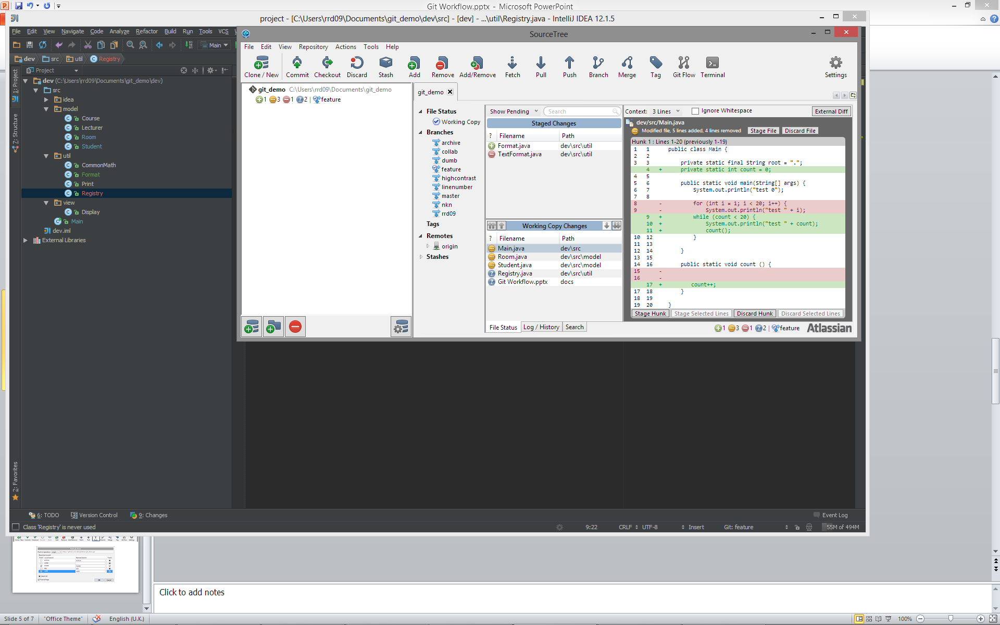 Git Workflow.pptx - Microsoft PowerPoint
project - [C:\Users\rrd09\Documents\git_demo\dev\src] - [dev] - ...\util\Registry.java - IntelliJ IDEA 12.1.5
File Edit View Navigate Code Analyze Refactor Build Run Tools VCS
Main
dev src util Registry
1: Project
Z: Structure
2: Favorites
Project
dev (C:\Users\rrd09\Documents\git_demo\dev)
src
idea
model
Course
Lecturer
Room
Student
util
CommonMath
Format
Print
Registry
view
Display
Main
dev.iml
External Libraries
SourceTree
File Edit View Repository Actions Tools Help
Clone / New Commit Checkout Discard Stash Add Remove Add/Remove Fetch Pull Push Branch Merge Tag Git Flow Terminal Settings
git_demo C:\Users\rrd09\Documents\git_demo
1 3 1 2 | feature
git_demo
File Status
Working Copy
Branches
archive
collab
dumb
feature
highcontrast
linenumber
master
nkn
rrd09
Tags
Remotes
origin
Stashes
Show Pending Search
Staged Changes
? Filename Path
Format.java dev\src\util
TextFormat.java dev\src\util
Working Copy Changes
? Filename Path
Main.java dev\src
Room.java dev\src\model
Student.java dev\src\model
Registry.java dev\src\util
Git Workflow.pptx docs
File Status Log / History Search
Context: 3 Lines Ignore Whitespace External Diff
dev/src/Main.java
Modified file, 5 lines added, 4 lines removed Stage File Discard File
Hunk 1 : Lines 1-20 (previously 1-19)
1 1 public class Main {
2 2
3 3 private static final String root = ".";
4 + private static int count = 0;
4 5
5 6 public static void main(String[] args) {
6 7 System.out.println("test 0");
7 8
8 - for (int i = 1; i < 20; i++) {
9 - System.out.println("test " + i);
9 + while (count < 20) {
10 + System.out.println("test " + count);
11 + count();
10 12 }
11 13
12 14 }
13 15
14 16 public static void count () {
15 -
16 -
17 + count++;
17 18 }
18 19
19 20 }
Stage Hunk Stage Selected Lines Discard Hunk Discard Selected Lines
1 3 1 2 | feature Atlassian
6: TODO Version Control 9: Changes Event Log
Class 'Registry' is never used 9:22 CRLF UTF-8 Insert Git: feature 55M of 494M
Click to add notes
Slide 5 of 7 "Office Theme" English (U.K.) 100%